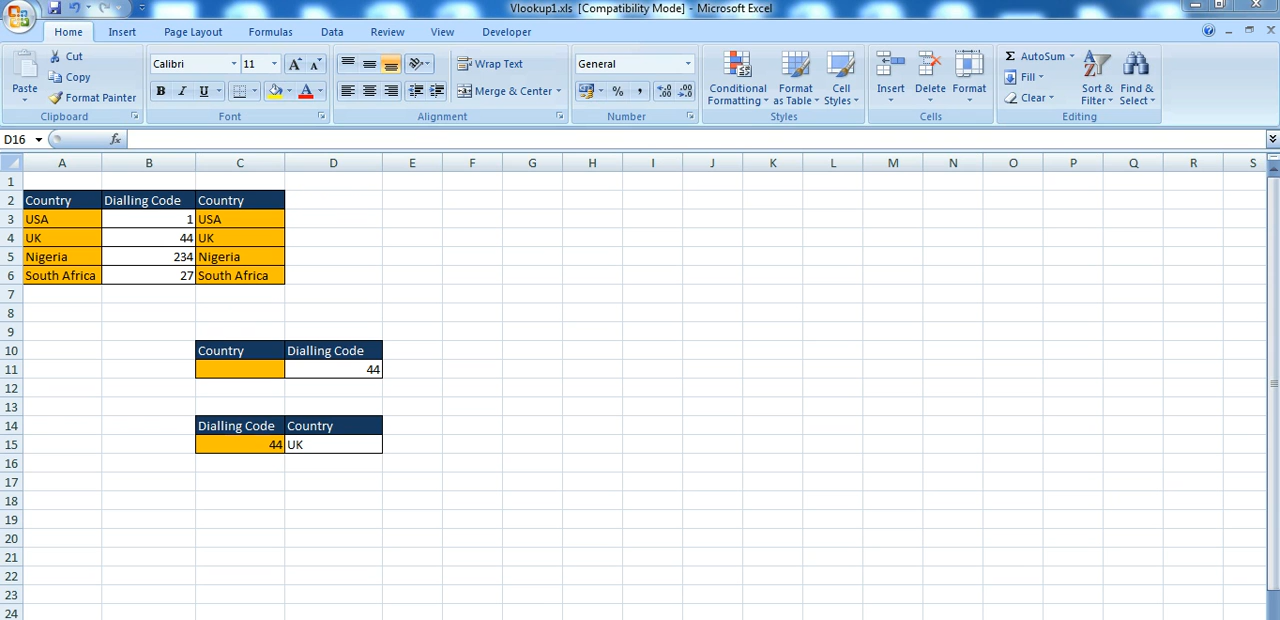 Vlookup1.xls [Compatibility Mode] - Microsoft Excel
Home Insert Page Layout Formulas Data Review View Developer
Paste
Cut
Copy
Format Painter
Clipboard
Calibri 11
B I U A
Font
Wrap Text
Merge & Center
Alignment
General
$ % ,
Number
Conditional Formatting
Format as Table
Cell Styles
Styles
Insert Delete Format
Cells
Σ AutoSum
Fill
Clear
Sort & Filter
Find & Select
Editing
D16 fx
A B C D E F G H I J K L M N O P Q R S
1
2 Country Dialling Code Country
3 USA 1 USA
4 UK 44 UK
5 Nigeria 234 Nigeria
6 South Africa 27 South Africa
7
8
9
10 Country Dialling Code
11 44
12
13
14 Dialling Code Country
15 44 UK
16
17
18
19
20
21
22
23
24